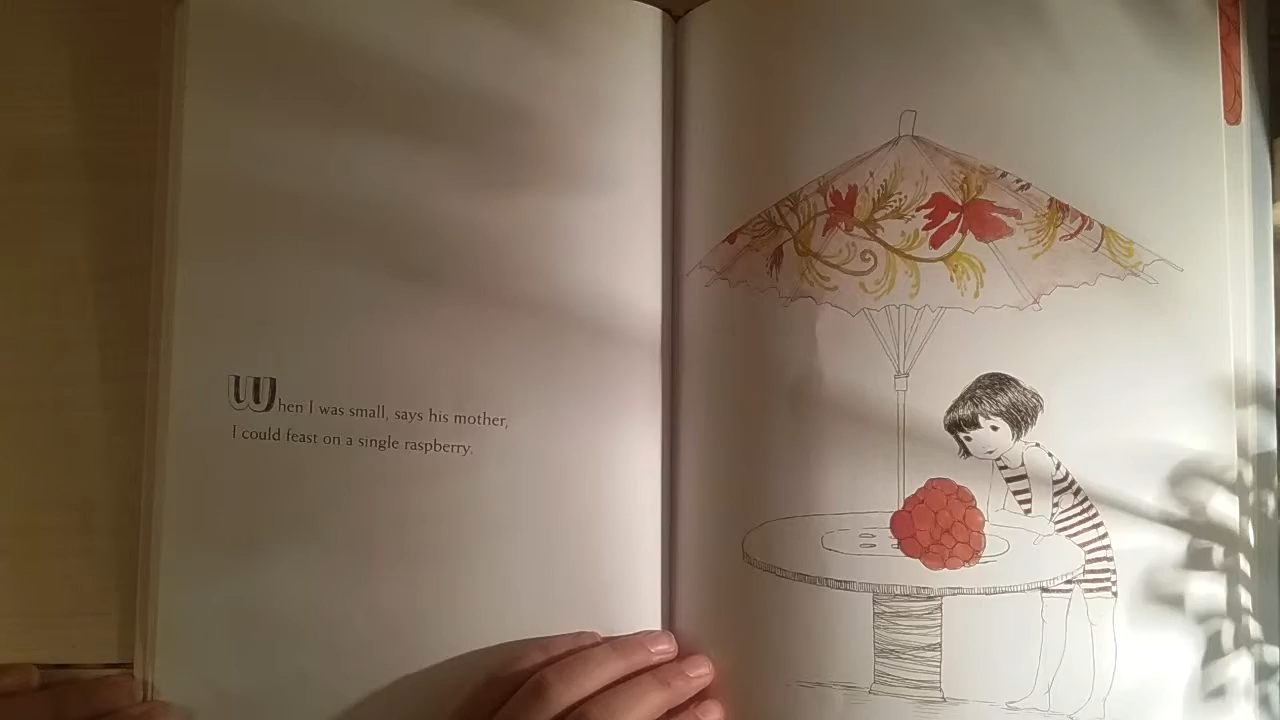 When I was small, says his mother,
I could feast on a single raspberry.